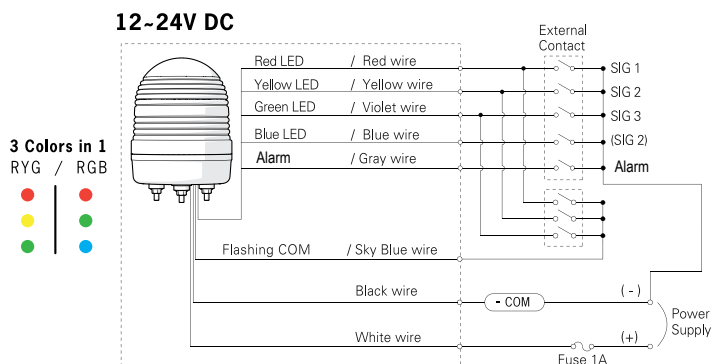 12~24V DC
External
Contact
Red LED / Red wire
SIG 1
Yellow LED / Yellow wire
SIG 2
Green LED / Violet wire
SIG 3
Blue LED / Blue wire
(SIG 2)
Alarm / Gray wire
Alarm
3 Colors in 1
RYG / RGB
Flashing COM / Sky Blue wire
Black wire
- COM
(-)
Power
Supply
White wire
(+)
Fuse 1A